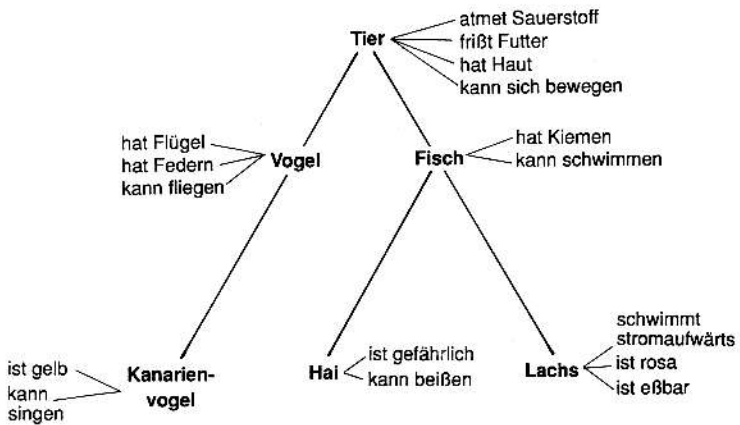 Tier
atmet Sauerstoff
frißt Futter
hat Haut
kann sich bewegen
hat Flügel
hat Federn
kann fliegen
Vogel
Fisch
hat Kiemen
kann schwimmen
ist gelb
kann
singen
Kanarien-
vogel
Hai
ist gefährlich
kann beißen
Lachs
schwimmt
stromaufwärts
ist rosa
ist eßbar